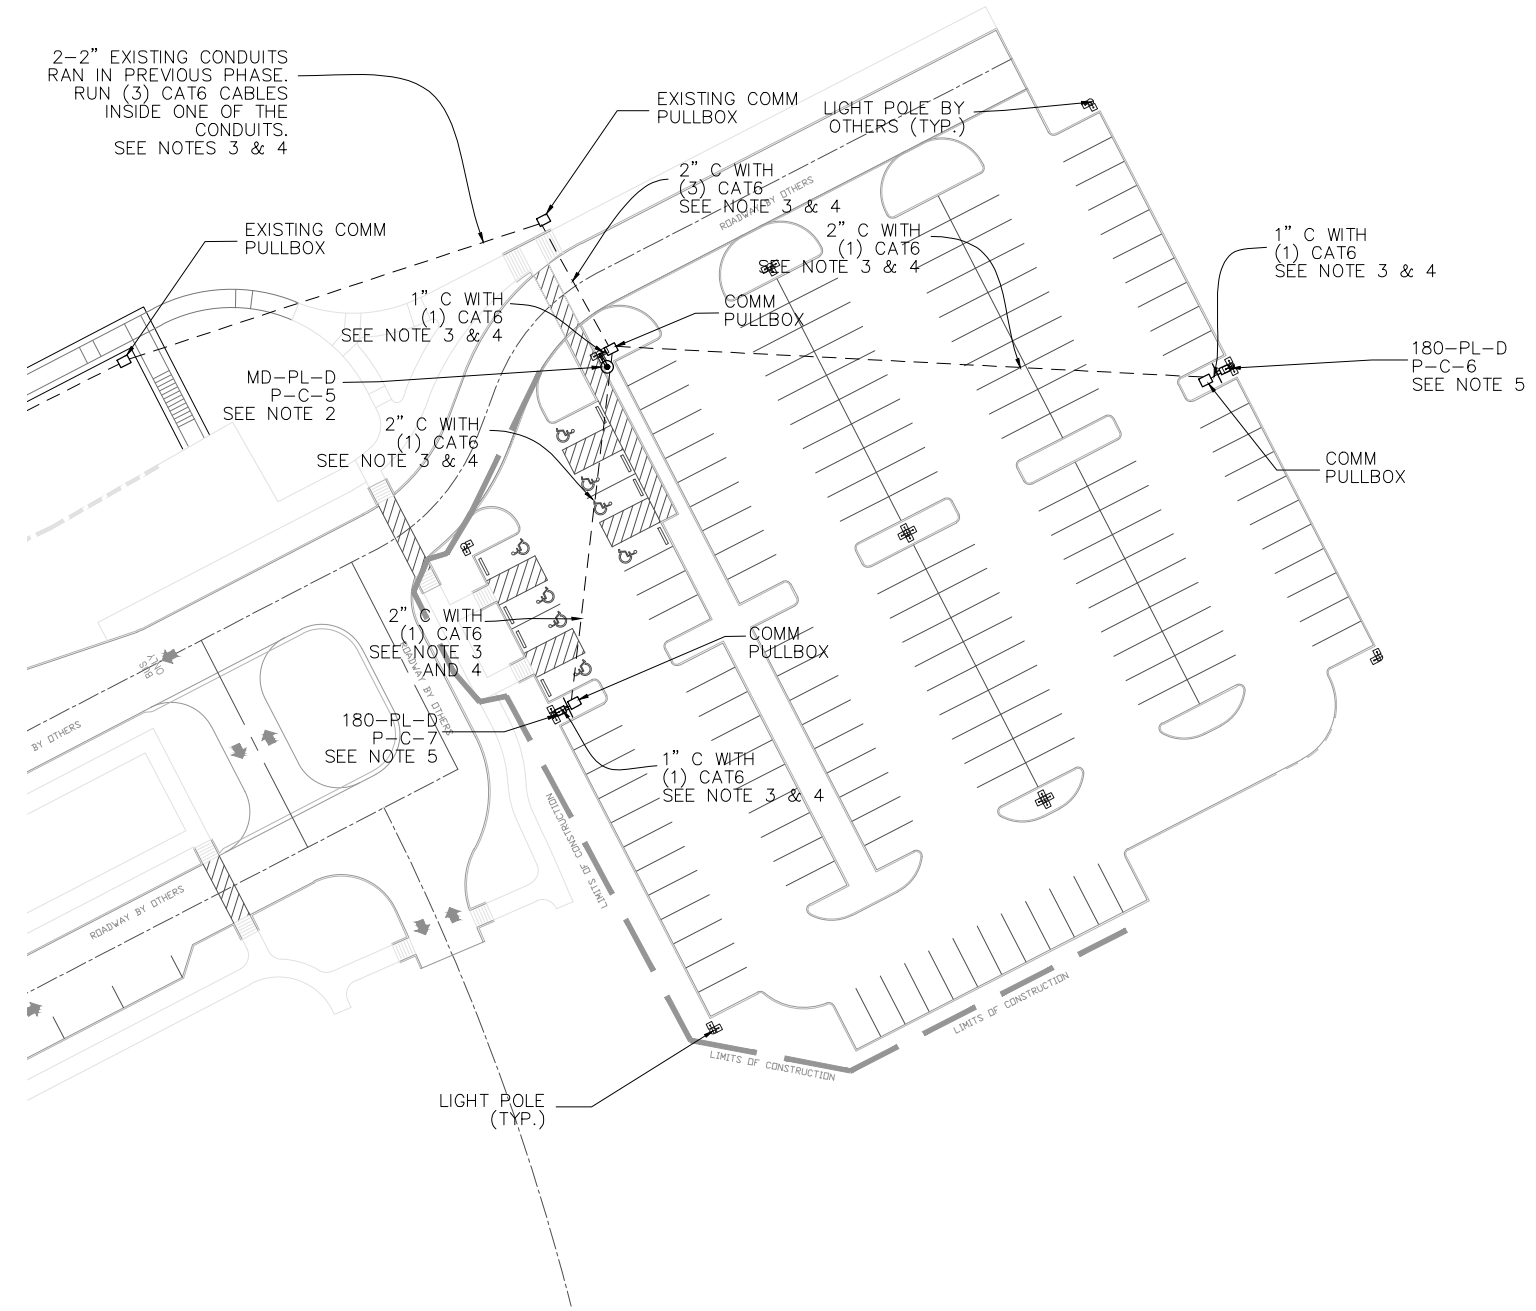 2-2" EXISTING CONDUITS
RAN IN PREVIOUS PHASE.
RUN (3) CAT6 CABLES
INSIDE ONE OF THE
CONDUITS.
SEE NOTES 3 & 4
EXISTING COMM
PULLBOX
LIGHT POLE BY
OTHERS (TYP.)
2" C WITH
(3) CAT6
SEE NOTE 3 & 4
ROADWAY BY OTHERS
EXISTING COMM
PULLBOX
2" C WITH
(1) CAT6
SEE NOTE 3 & 4
1" C WITH
(1) CAT6
SEE NOTE 3 & 4
1" C WITH
(1) CAT6
SEE NOTE 3 & 4
COMM
PULLBOX
180-PL-D
P-C-6
SEE NOTE 5
MD-PL-D
P-C-5
SEE NOTE 2
2" C WITH
(1) CAT6
SEE NOTE 3 & 4
COMM
PULLBOX
2" C WITH
(1) CAT6
SEE NOTE 3
AND 4
COMM
PULLBOX
BUS
ONLY
ROADWAY BY OTHERS
BY OTHERS
180-PL-D
P-C-7
SEE NOTE 5
1" C WITH
(1) CAT6
SEE NOTE 3 & 4
LIMITS OF CONSTRUCTION
ROADWAY BY OTHERS
LIMITS OF CONSTRUCTION
LIMITS OF CONSTRUCTION
LIGHT POLE
(TYP.)